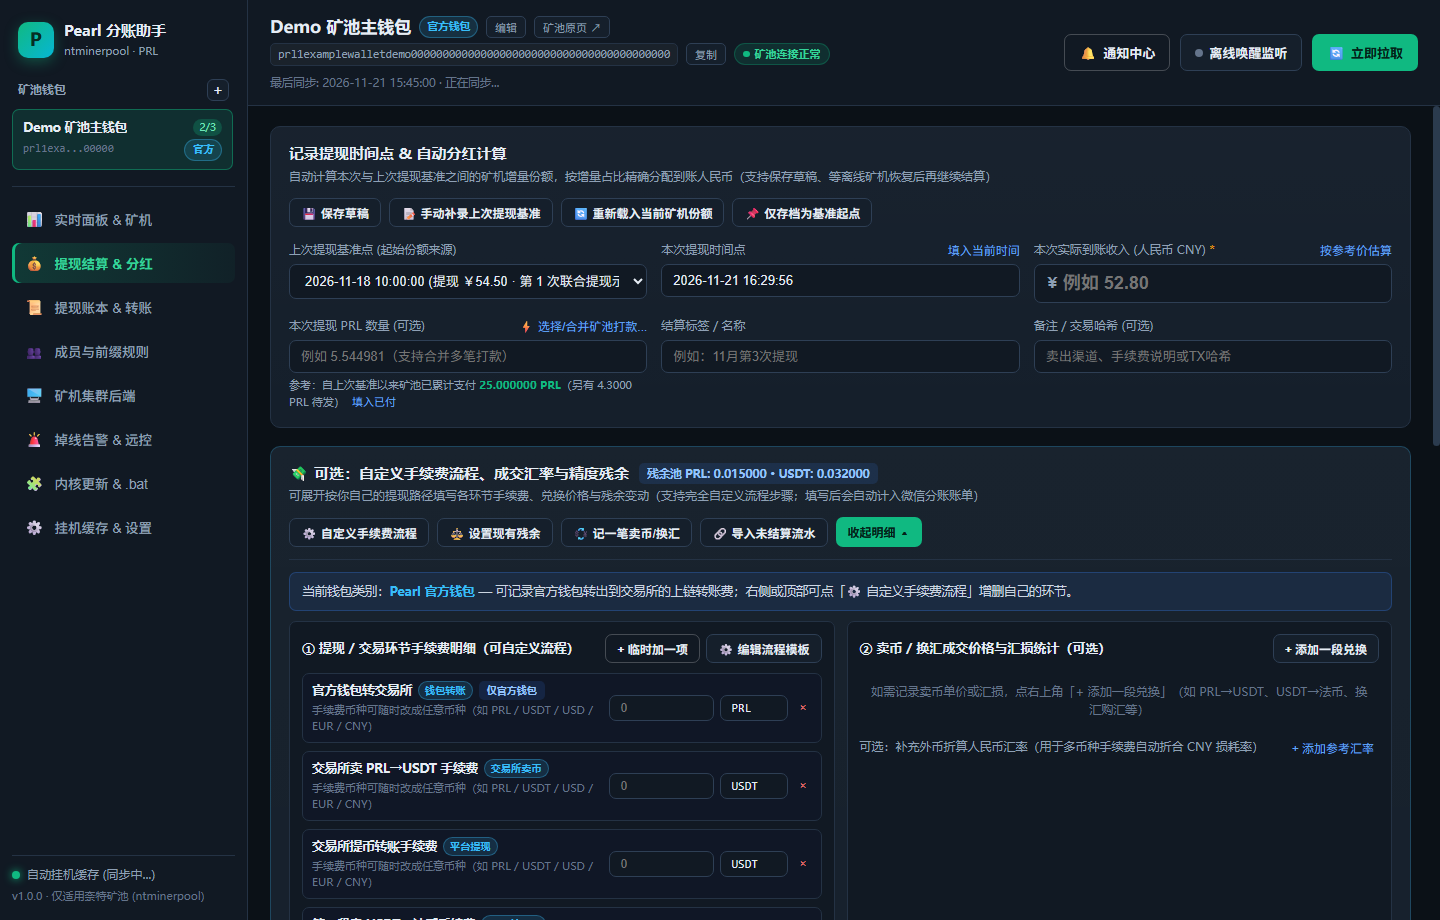 P
Pearl 分账助手
ntminerpool · PRL
矿池钱包
+
Demo 矿池主钱包
2/3
prl1exa...00000
官方
实时面板 & 矿机
提现结算 & 分红
提现账本 & 转账
成员与前缀规则
矿机集群后端
掉线告警 & 远控
内核更新 & .bat
挂机缓存 & 设置
自动挂机缓存 (同步中...)
v1.0.0 · 仅适用奈特矿池 (ntminerpool)
Demo 矿池主钱包
官方钱包
编辑
矿池原页 ↗
复制
矿池连接正常
最后同步: 2026-11-21 15:45:00 · 正在同步...
通知中心
离线唤醒监听
立即拉取
记录提现时间点 & 自动分红计算
自动计算本次与上次提现基准之间的矿机增量份额，按增量占比精确分配到账人民币（支持保存草稿、等离线矿机恢复后再继续结算）
保存草稿
手动补录上次提现基准
重新载入当前矿机份额
仅存档为基准起点
上次提现基准点 (起始份额来源)
2026-11-18 10:00:00 (提现 ￥54.50 · 第 1 次联合提现示
本次提现时间点
填入当前时间
2026-11-21 16:29:56
本次实际到账收入 (人民币 CNY) *
按参考价估算
¥ 例如 52.80
本次提现 PRL 数量 (可选)
选择/合并矿池打款...
例如 5.544981（支持合并多笔打款）
参考：自上次基准以来矿池已累计支付 25.000000 PRL（另有 4.3000
PRL 待发） 填入已付
结算标签 / 名称
例如：11月第3次提现
备注 / 交易哈希 (可选)
卖出渠道、手续费说明或TX哈希
可选：自定义手续费流程、成交汇率与精度残余
残余池 PRL: 0.015000 • USDT: 0.032000
可展开按你自己的提现路径填写各环节手续费、兑换价格与残余变动（支持完全自定义流程步骤；填写后会自动计入微信分账账单）
自定义手续费流程
设置现有残余
记一笔卖币/换汇
导入未结算流水
收起明细
当前钱包类别：Pearl 官方钱包 — 可记录官方钱包转出到交易所的上链转账费；右侧或顶部可点「 自定义手续费流程」增删自己的环节。
① 提现 / 交易环节手续费明细（可自定义流程）
+ 临时加一项
编辑流程模板
官方钱包转交易所
钱包转账
仅官方钱包
手续费币种可随时改成任意币种（如 PRL / USDT / USD /
EUR / CNY）
0
PRL
×
交易所卖 PRL→USDT 手续费
交易所卖币
手续费币种可随时改成任意币种（如 PRL / USDT / USD /
EUR / CNY）
0
USDT
×
交易所提币转账手续费
平台提现
手续费币种可随时改成任意币种（如 PRL / USDT / USD /
EUR / CNY）
0
USDT
×
② 卖币 / 换汇成交价格与汇损统计（可选）
+ 添加一段兑换
如需记录卖币单价或汇损，点右上角「+ 添加一段兑换」（如 PRL→USDT、USDT→法币、换
汇购汇等）
可选：补充外币折算人民币汇率（用于多币种手续费自动折合 CNY 损耗率）
+ 添加参考汇率